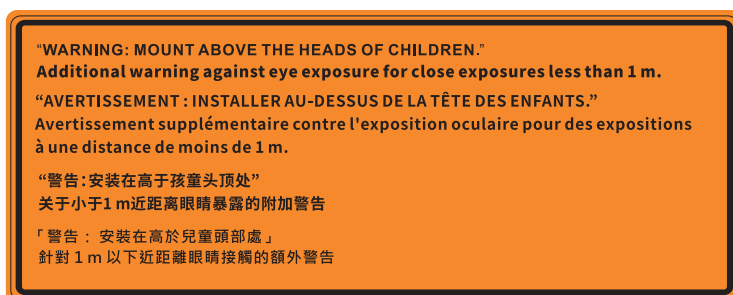 “WARNING: MOUNT ABOVE THE HEADS OF CHILDREN.”
Additional warning against eye exposure for close exposures less than 1 m.
“AVERTISSEMENT : INSTALLER AU-DESSUS DE LA TÊTE DES ENFANTS.”
Avertissement supplémentaire contre l'exposition oculaire pour des expositions
à une distance de moins de 1 m.
“警告:安装在高于孩童头顶处”
关于小于1 m近距离眼睛暴露的附加警告
「警告： 安裝在高於兒童頭部處」
針對 1 m 以下近距離眼睛接觸的額外警告